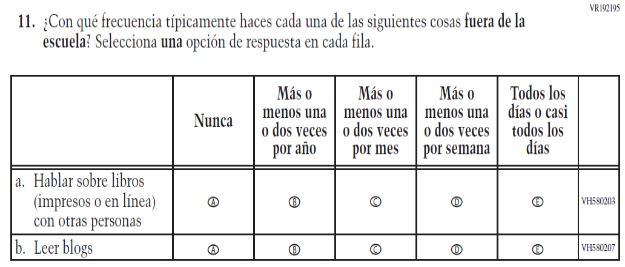 VR192195
11. ¿Con qué frecuencia típicamente haces cada una de las siguientes cosas fuera de la
escuela? Selecciona una opción de respuesta en cada fila.
Nunca
Más o
menos una
o dos veces
por año
Más o
menos una
o dos veces
por mes
Más o
menos una
o dos veces
por semana
Todos los
días o casi
todos los
días
a. Hablar sobre libros
(impresos o en línea)
con otras personas
A B C D E VH580203
b. Leer blogs A B C D E VH580207